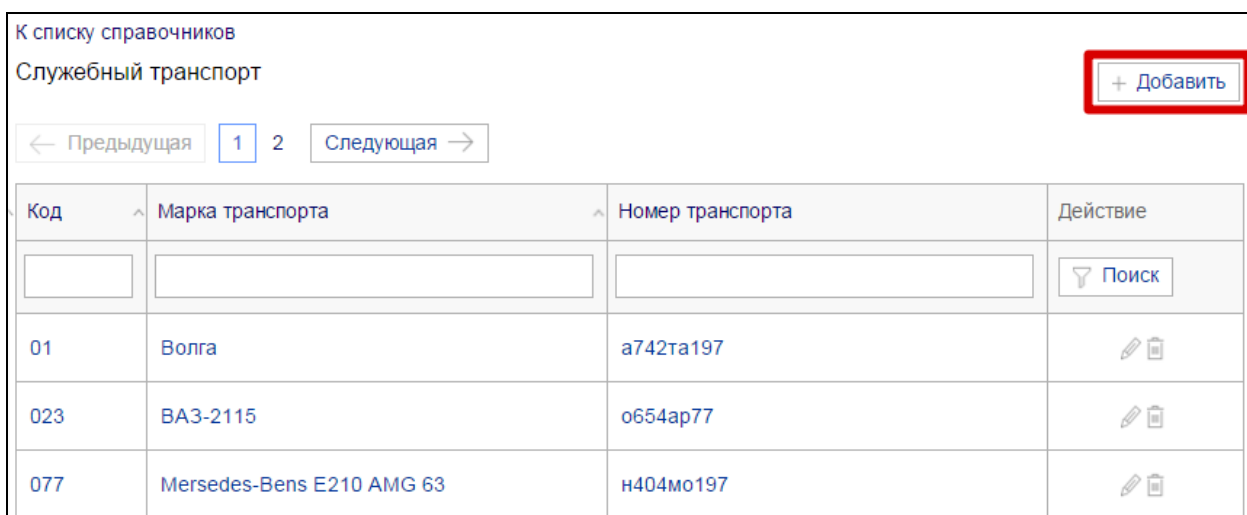 К списку справочников
Служебный транспорт
+ Добавить
← Предыдущая 1 2 Следующая →
Код Марка транспорта Номер транспорта Действие
Поиск
01 Волга а742та197
023 ВАЗ-2115 о654ар77
077 Mersedes-Bens E210 AMG 63 н404мо197